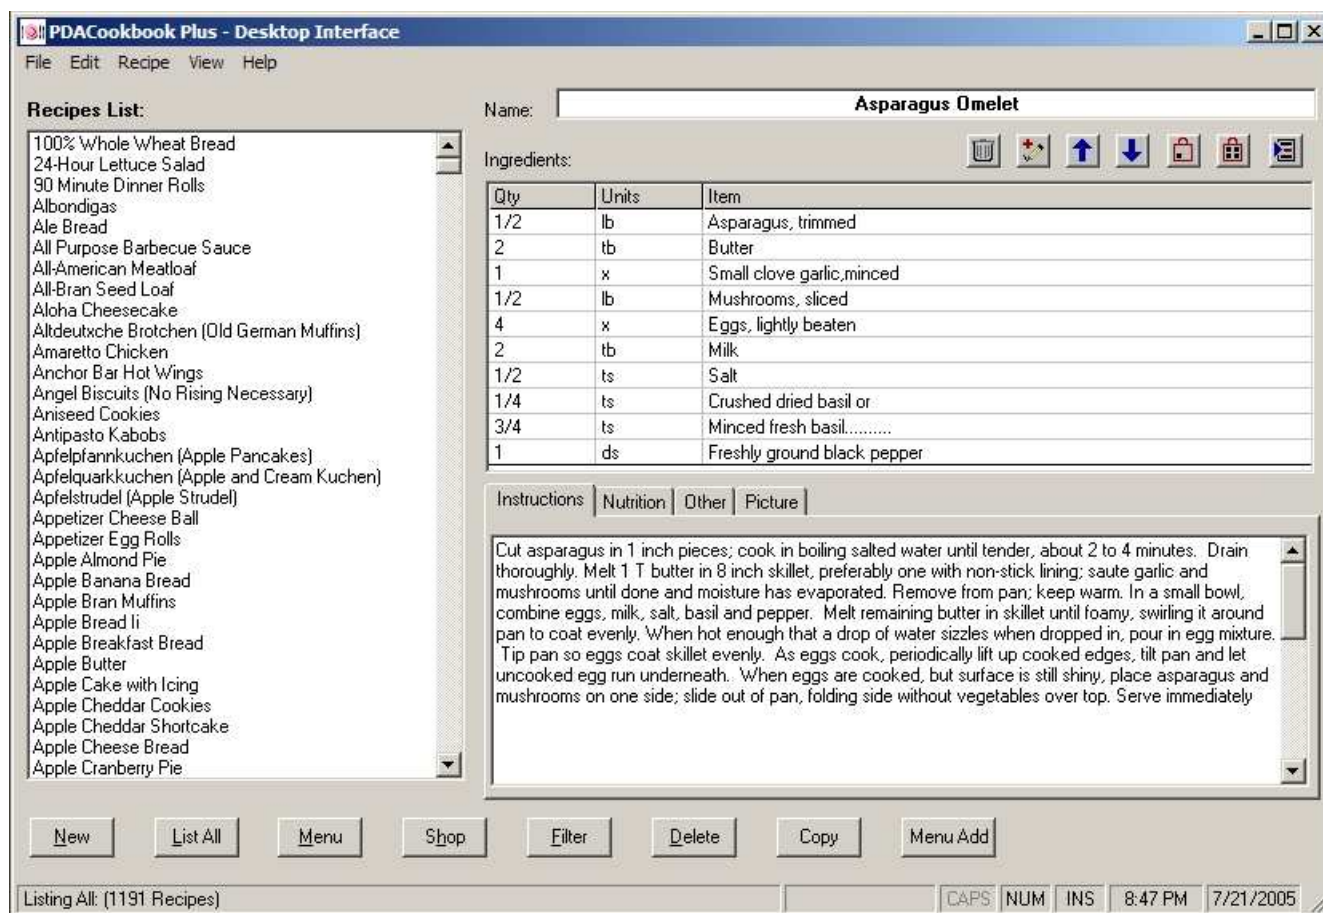 PDACookbook Plus - Desktop Interface
File Edit Recipe View Help
Recipes List:
100% Whole Wheat Bread
24-Hour Lettuce Salad
90 Minute Dinner Rolls
Albondigas
Ale Bread
All Purpose Barbecue Sauce
All-American Meatloaf
All-Bran Seed Loaf
Aloha Cheesecake
Altdeutxche Brotchen (Old German Muffins)
Amaretto Chicken
Anchor Bar Hot Wings
Angel Biscuits (No Rising Necessary)
Aniseed Cookies
Antipasto Kabobs
Apfelpfannkuchen (Apple Pancakes)
Apfelquarkkuchen (Apple and Cream Kuchen)
Apfelstrudel (Apple Strudel)
Appetizer Cheese Ball
Appetizer Egg Rolls
Apple Almond Pie
Apple Banana Bread
Apple Bran Muffins
Apple Bread Ii
Apple Breakfast Bread
Apple Butter
Apple Cake with Icing
Apple Cheddar Cookies
Apple Cheddar Shortcake
Apple Cheese Bread
Apple Cranberry Pie
Name: Asparagus Omelet
Ingredients:
Qty Units Item
1/2 lb Asparagus, trimmed
2 tb Butter
1 x Small clove garlic,minced
1/2 lb Mushrooms, sliced
4 x Eggs, lightly beaten
2 tb Milk
1/2 ts Salt
1/4 ts Crushed dried basil or
3/4 ts Minced fresh basil..........
1 ds Freshly ground black pepper
Instructions Nutrition Other Picture
Cut asparagus in 1 inch pieces; cook in boiling salted water until tender, about 2 to 4 minutes. Drain
thoroughly. Melt 1 T butter in 8 inch skillet, preferably one with non-stick lining; saute garlic and
mushrooms until done and moisture has evaporated. Remove from pan; keep warm. In a small bowl,
combine eggs, milk, salt, basil and pepper. Melt remaining butter in skillet until foamy, swirling it around
pan to coat evenly. When hot enough that a drop of water sizzles when dropped in, pour in egg mixture.
Tip pan so eggs coat skillet evenly. As eggs cook, periodically lift up cooked edges, tilt pan and let
uncooked egg run underneath. When eggs are cooked, but surface is still shiny, place asparagus and
mushrooms on one side; slide out of pan, folding side without vegetables over top. Serve immediately
New List All Menu Shop Filter Delete Copy Menu Add
Listing All: (1191 Recipes) CAPS NUM INS 8:47 PM 7/21/2005